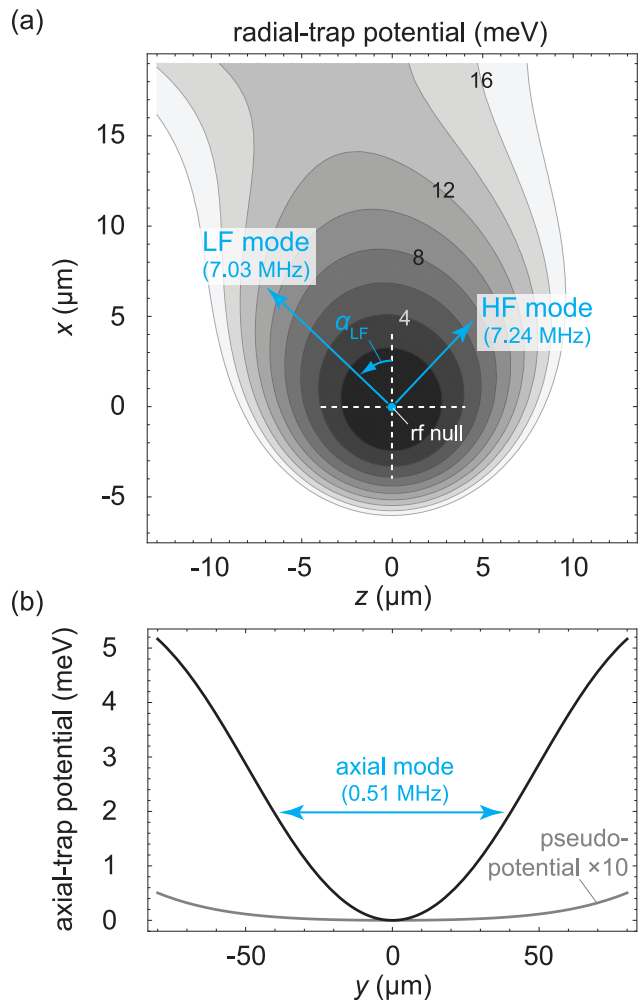 (a)
radial-trap potential (meV)
16
15
12
10
LF mode
(7.03 MHz)
8
HF mode
(7.24 MHz)
x (µm)
5
4
αLF
0
rf null
-5
-10 -5 0 5 10
z (µm)
(b)
axial-trap potential (meV)
5
4
3
axial mode
(0.51 MHz)
2
pseudo-
potential ×10
1
0
-50 0 50
y (µm)